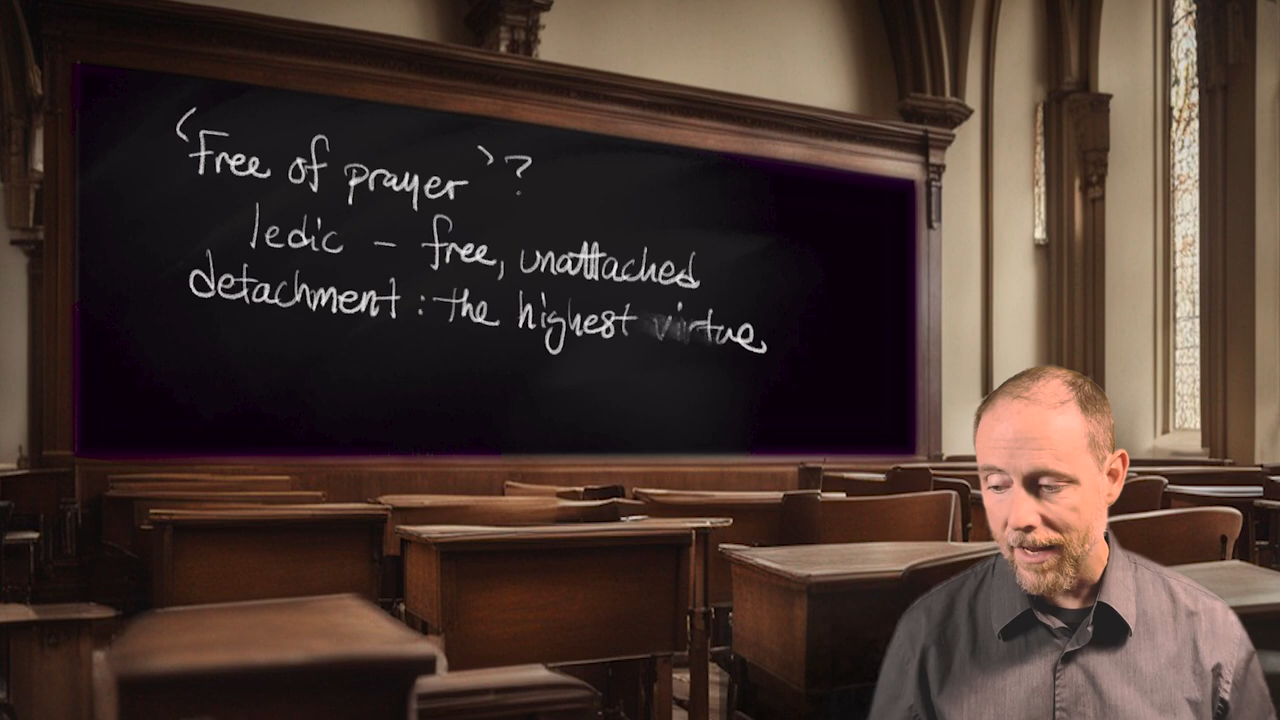 ‘Free of prayer’?
ledic – free, unattached
detachment : the highest virtue